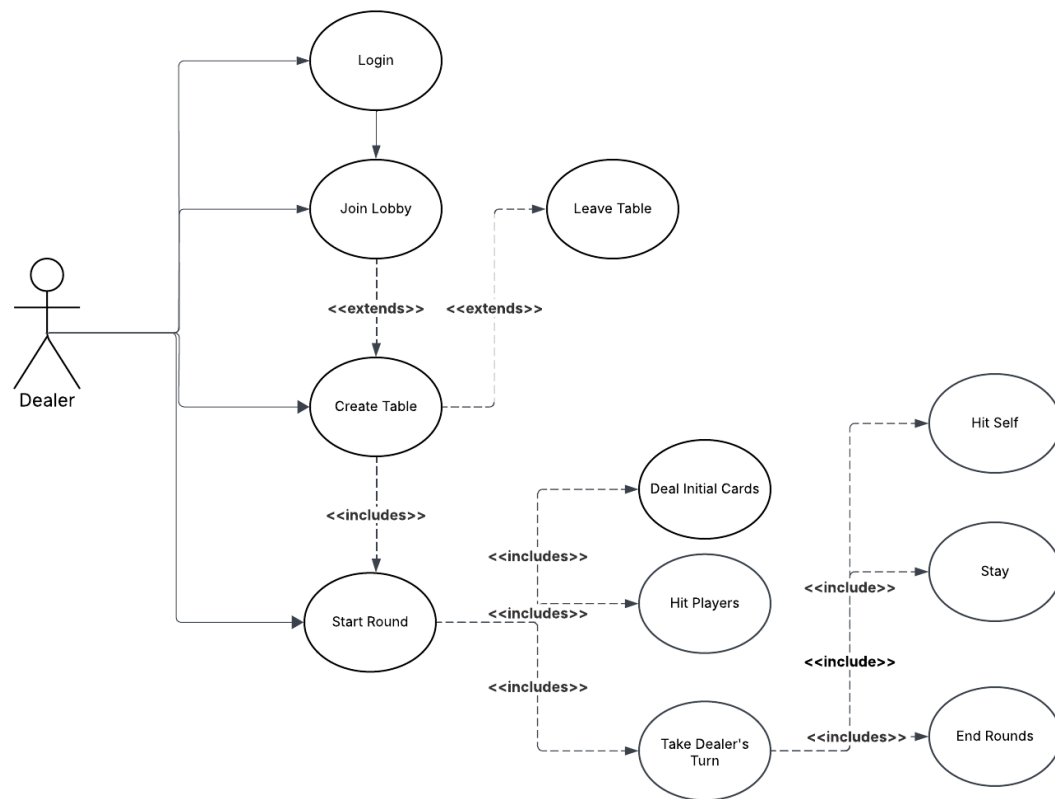 Login
Join Lobby
Leave Table
<<extends>>
<<extends>>
Dealer
Create Table
Hit Self
Deal Initial Cards
<<includes>>
<<includes>>
Stay
<<include>>
Hit Players
<<includes>>
Start Round
<<include>>
<<includes>>
Take Dealer's
Turn
<<includes>>
End Rounds